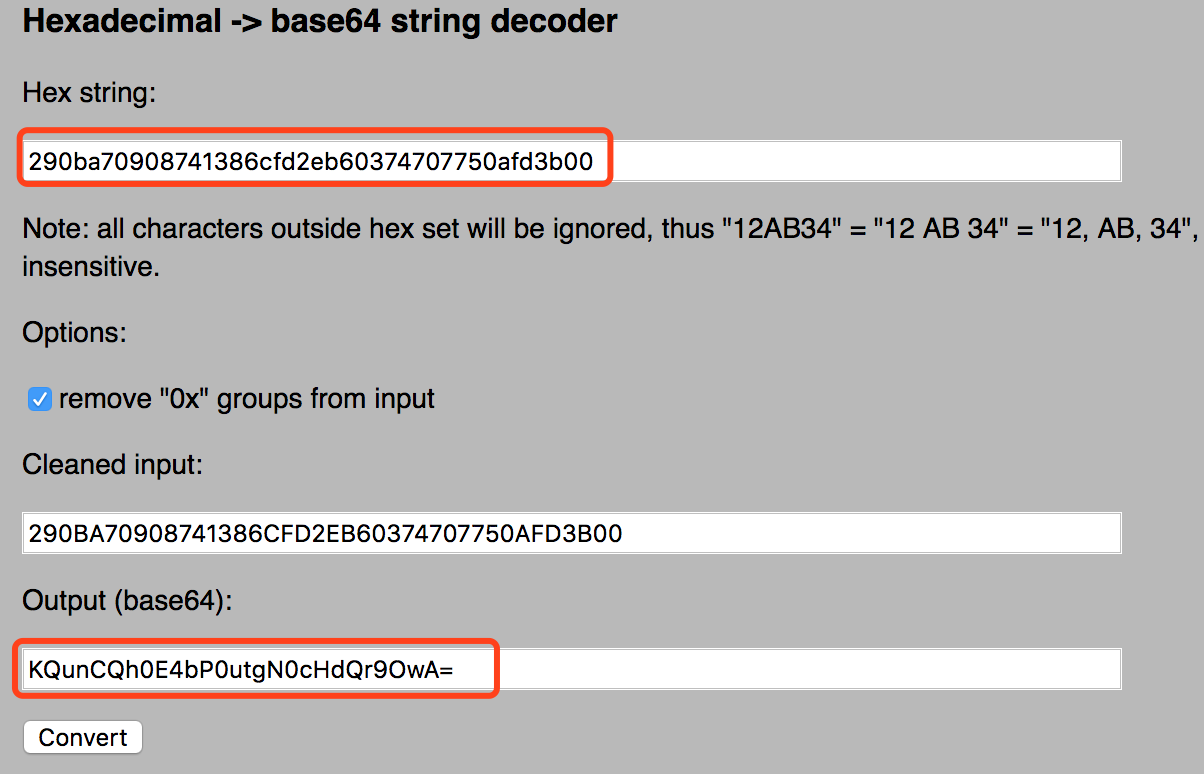 Hexadecimal -> base64 string decoder
Hex string:
290ba70908741386cfd2eb60374707750afd3b00
Note: all characters outside hex set will be ignored, thus "12AB34" = "12 AB 34" = "12, AB, 34",
insensitive.
Options:
remove "0x" groups from input
Cleaned input:
290BA70908741386CFD2EB60374707750AFD3B00
Output (base64):
KQunCQh0E4bP0utgN0cHdQr9OwA=
Convert